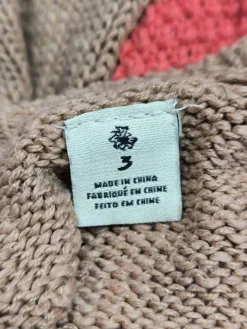 3
MADE IN CHINA
FABRIQUÉ EN CHINE
FEITO EM CHINE